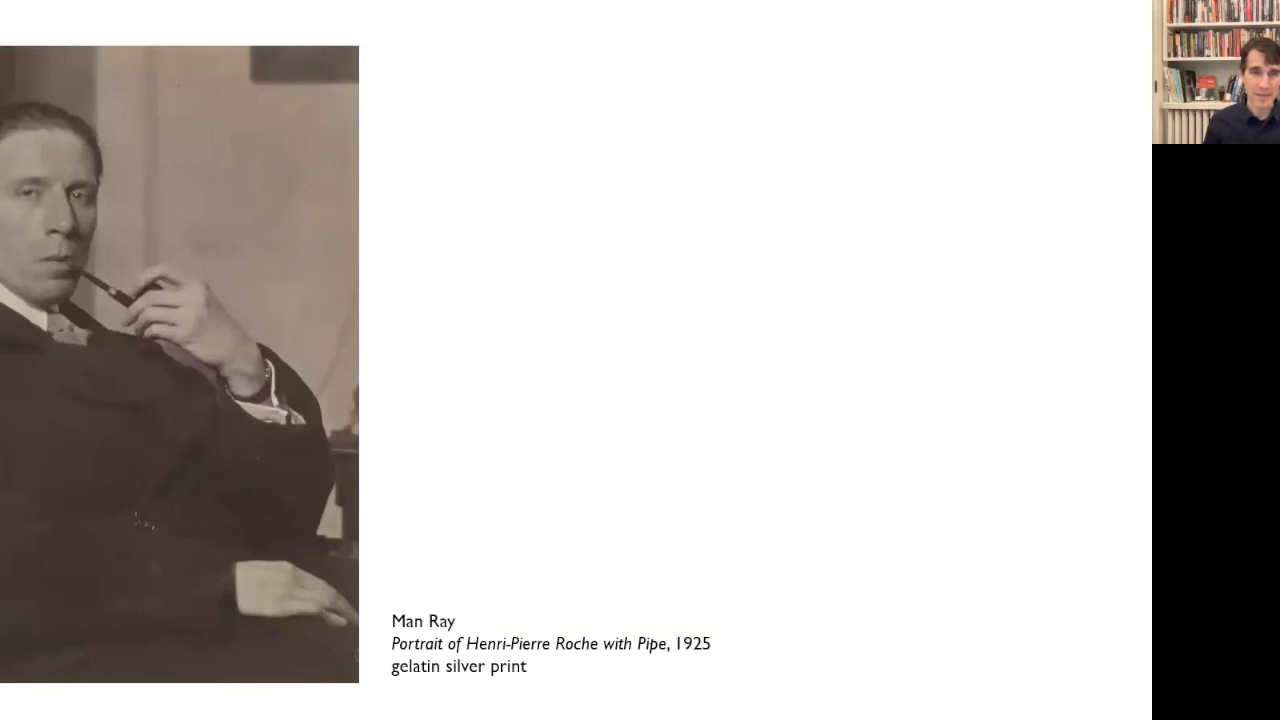 Man Ray
Portrait of Henri-Pierre Roche with Pipe, 1925
gelatin silver print